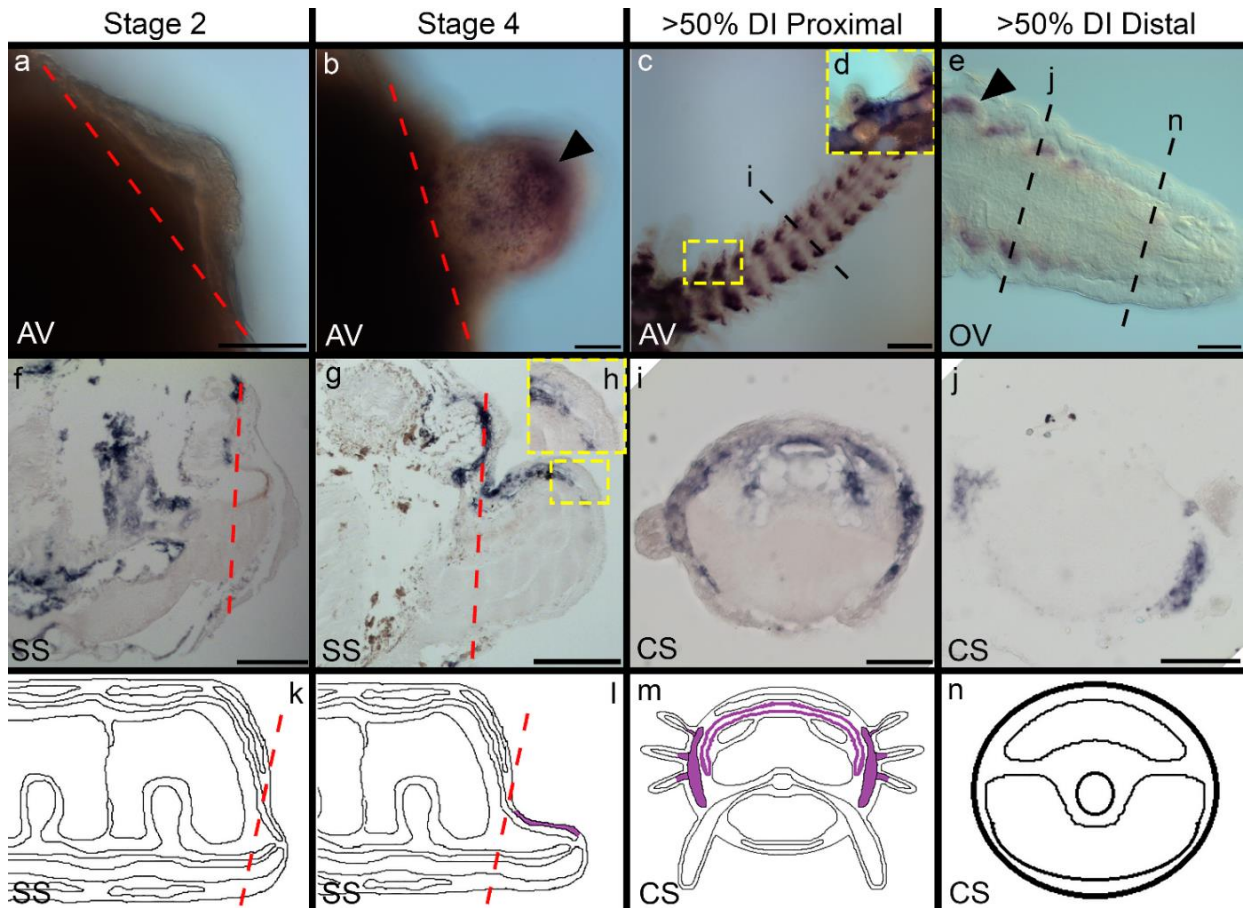 Stage 2
Stage 4
>50% DI Proximal
>50% DI Distal
a
AV
b
AV
c
d
i
AV
e
j
n
OV
f
SS
g
h
SS
i
CS
j
CS
k
SS
l
SS
m
CS
n
CS